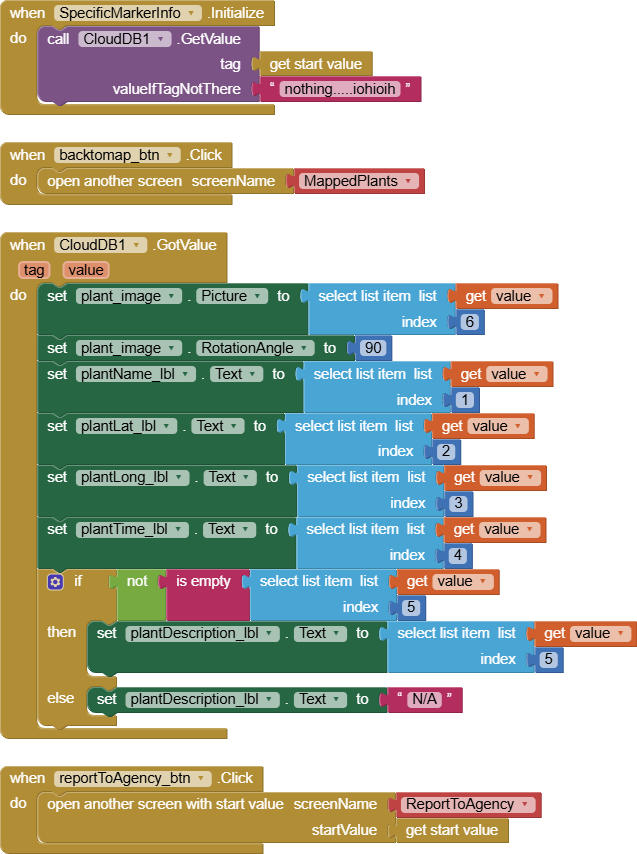 when SpecificMarkerInfo .Initialize
do call CloudDB1 .GetValue
tag get start value
valueIfTagNotThere “ nothing.....iohioih ”
when backtomap_btn .Click
do open another screen screenName MappedPlants
when CloudDB1 .GotValue
tag value
do set plant_image . Picture to select list item list get value
index 6
set plant_image . RotationAngle to 90
set plantName_lbl . Text to select list item list get value
index 1
set plantLat_lbl . Text to select list item list get value
index 2
set plantLong_lbl . Text to select list item list get value
index 3
set plantTime_lbl . Text to select list item list get value
index 4
if not is empty select list item list get value
index 5
then set plantDescription_lbl . Text to select list item list get value
index 5
else set plantDescription_lbl . Text to “ N/A ”
when reportToAgency_btn .Click
do open another screen with start value screenName ReportToAgency
startValue get start value